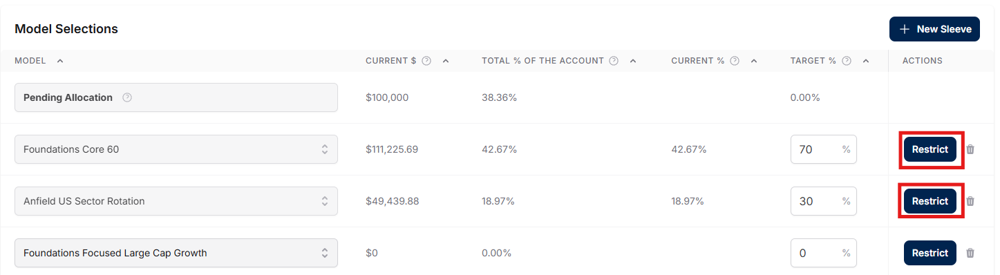 Model Selections
+ New Sleeve
MODEL CURRENT $ ? TOTAL % OF THE ACCOUNT ? CURRENT % ? TARGET % ? ACTIONS
Pending Allocation ? $100,000 38.36% 0.00%
Foundations Core 60 $111,225.69 42.67% 42.67% 70 % Restrict
Anfield US Sector Rotation $49,439.88 18.97% 18.97% 30 % Restrict
Foundations Focused Large Cap Growth $0 0.00% 0 % Restrict